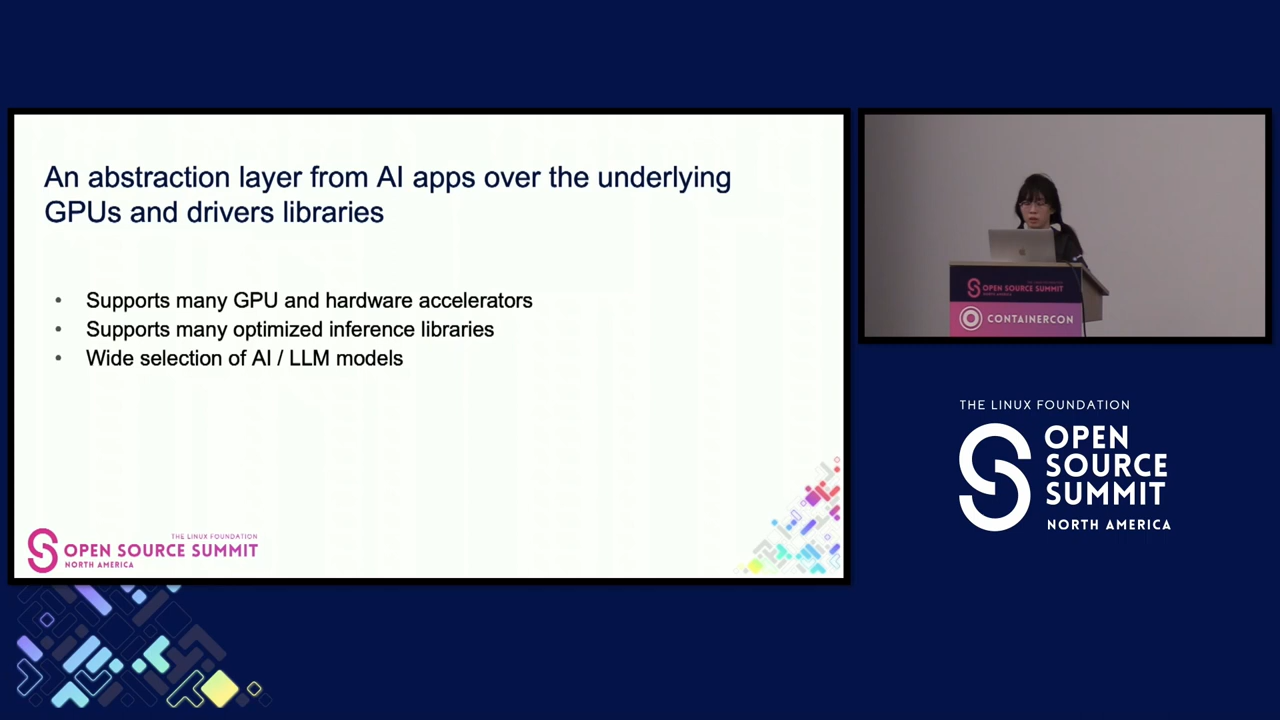 An abstraction layer from AI apps over the underlying
GPUs and drivers libraries
• Supports many GPU and hardware accelerators
• Supports many optimized inference libraries
• Wide selection of AI / LLM models
THE LINUX FOUNDATION
OPEN SOURCE SUMMIT
NORTH AMERICA
OPEN SOURCE SUMMIT
CONTAINERCON
THE LINUX FOUNDATION
OPEN
SOURCE
SUMMIT
NORTH AMERICA